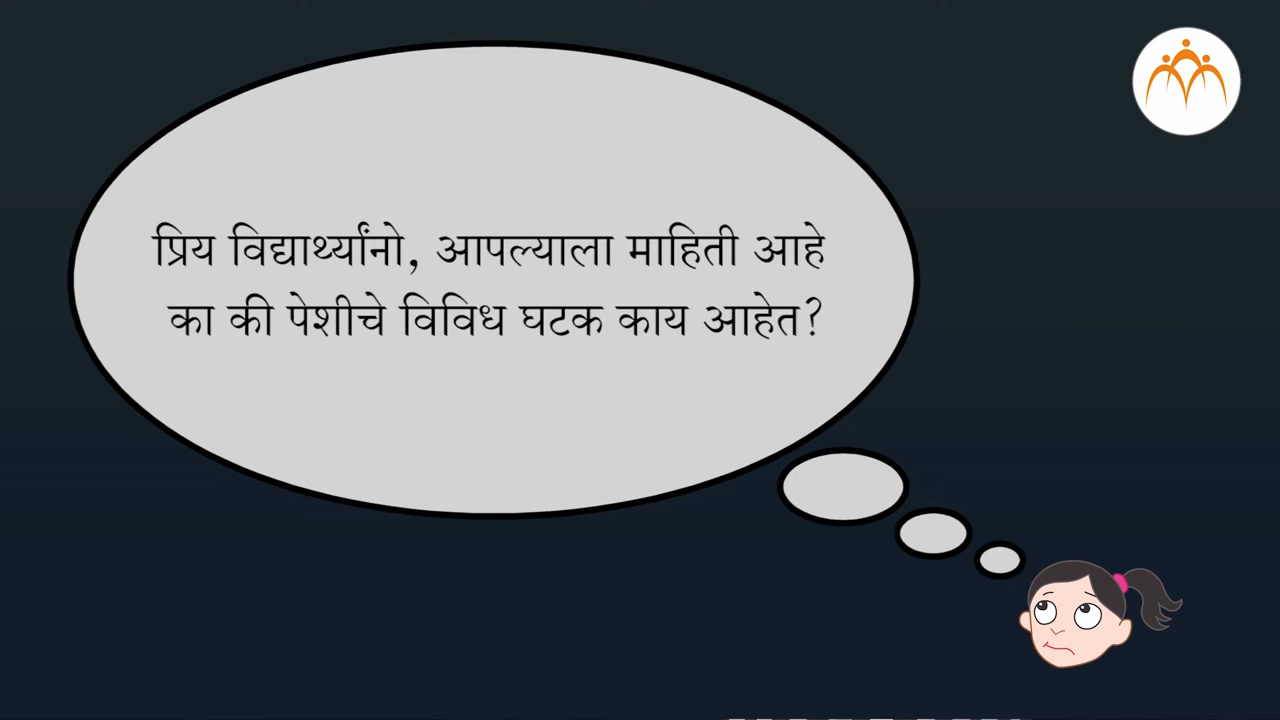 प्रिय विद्यार्थ्यांनो, आपल्याला माहिती आहे
का की पेशीचे विविध घटक काय आहेत?